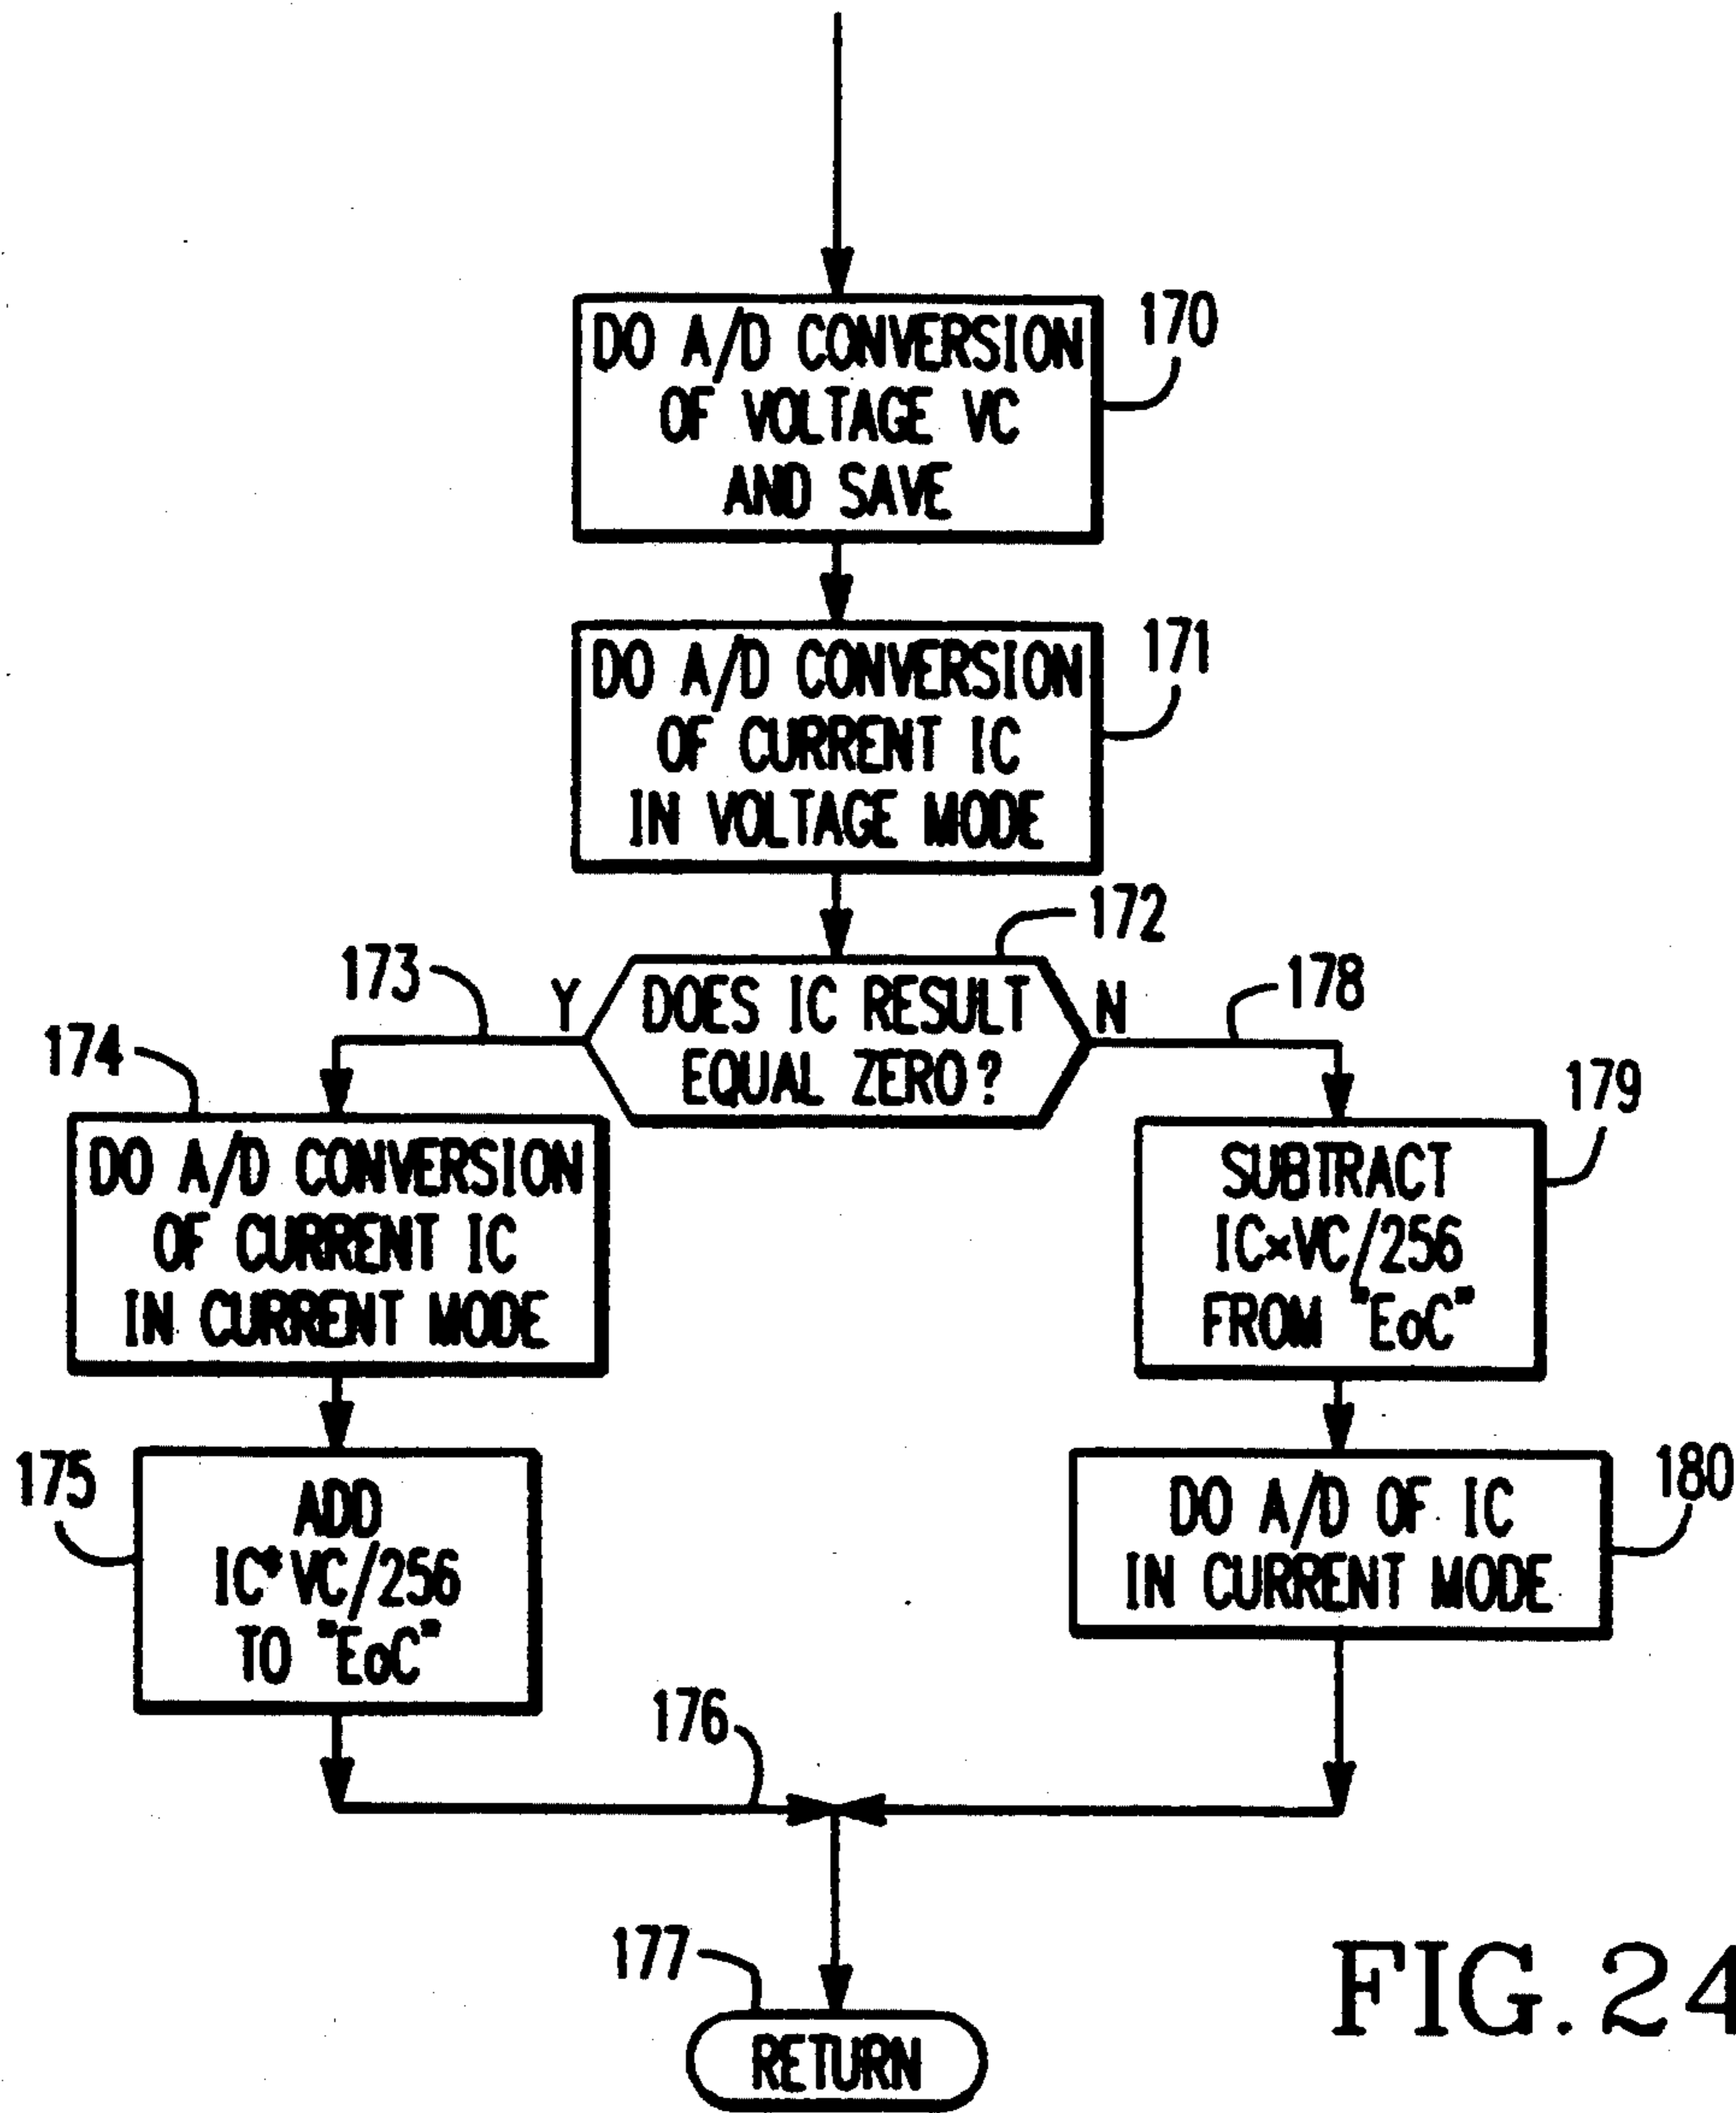 DO A/D CONVERSION
OF VOLTAGE VC
AND SAVE
170
DO A/D CONVERSION
OF CURRENT IC
IN VOLTAGE MODE
171
172
173
Y
DOES IC RESULT
EQUAL ZERO?
N
178
174
DO A/D CONVERSION
OF CURRENT IC
IN CURRENT MODE
179
SUBTRACT
IC×VC/256
FROM "EoC"
175
ADD
IC*VC/256
TO "EoC"
180
DO A/D OF IC
IN CURRENT MODE
176
177
RETURN
FIG. 24